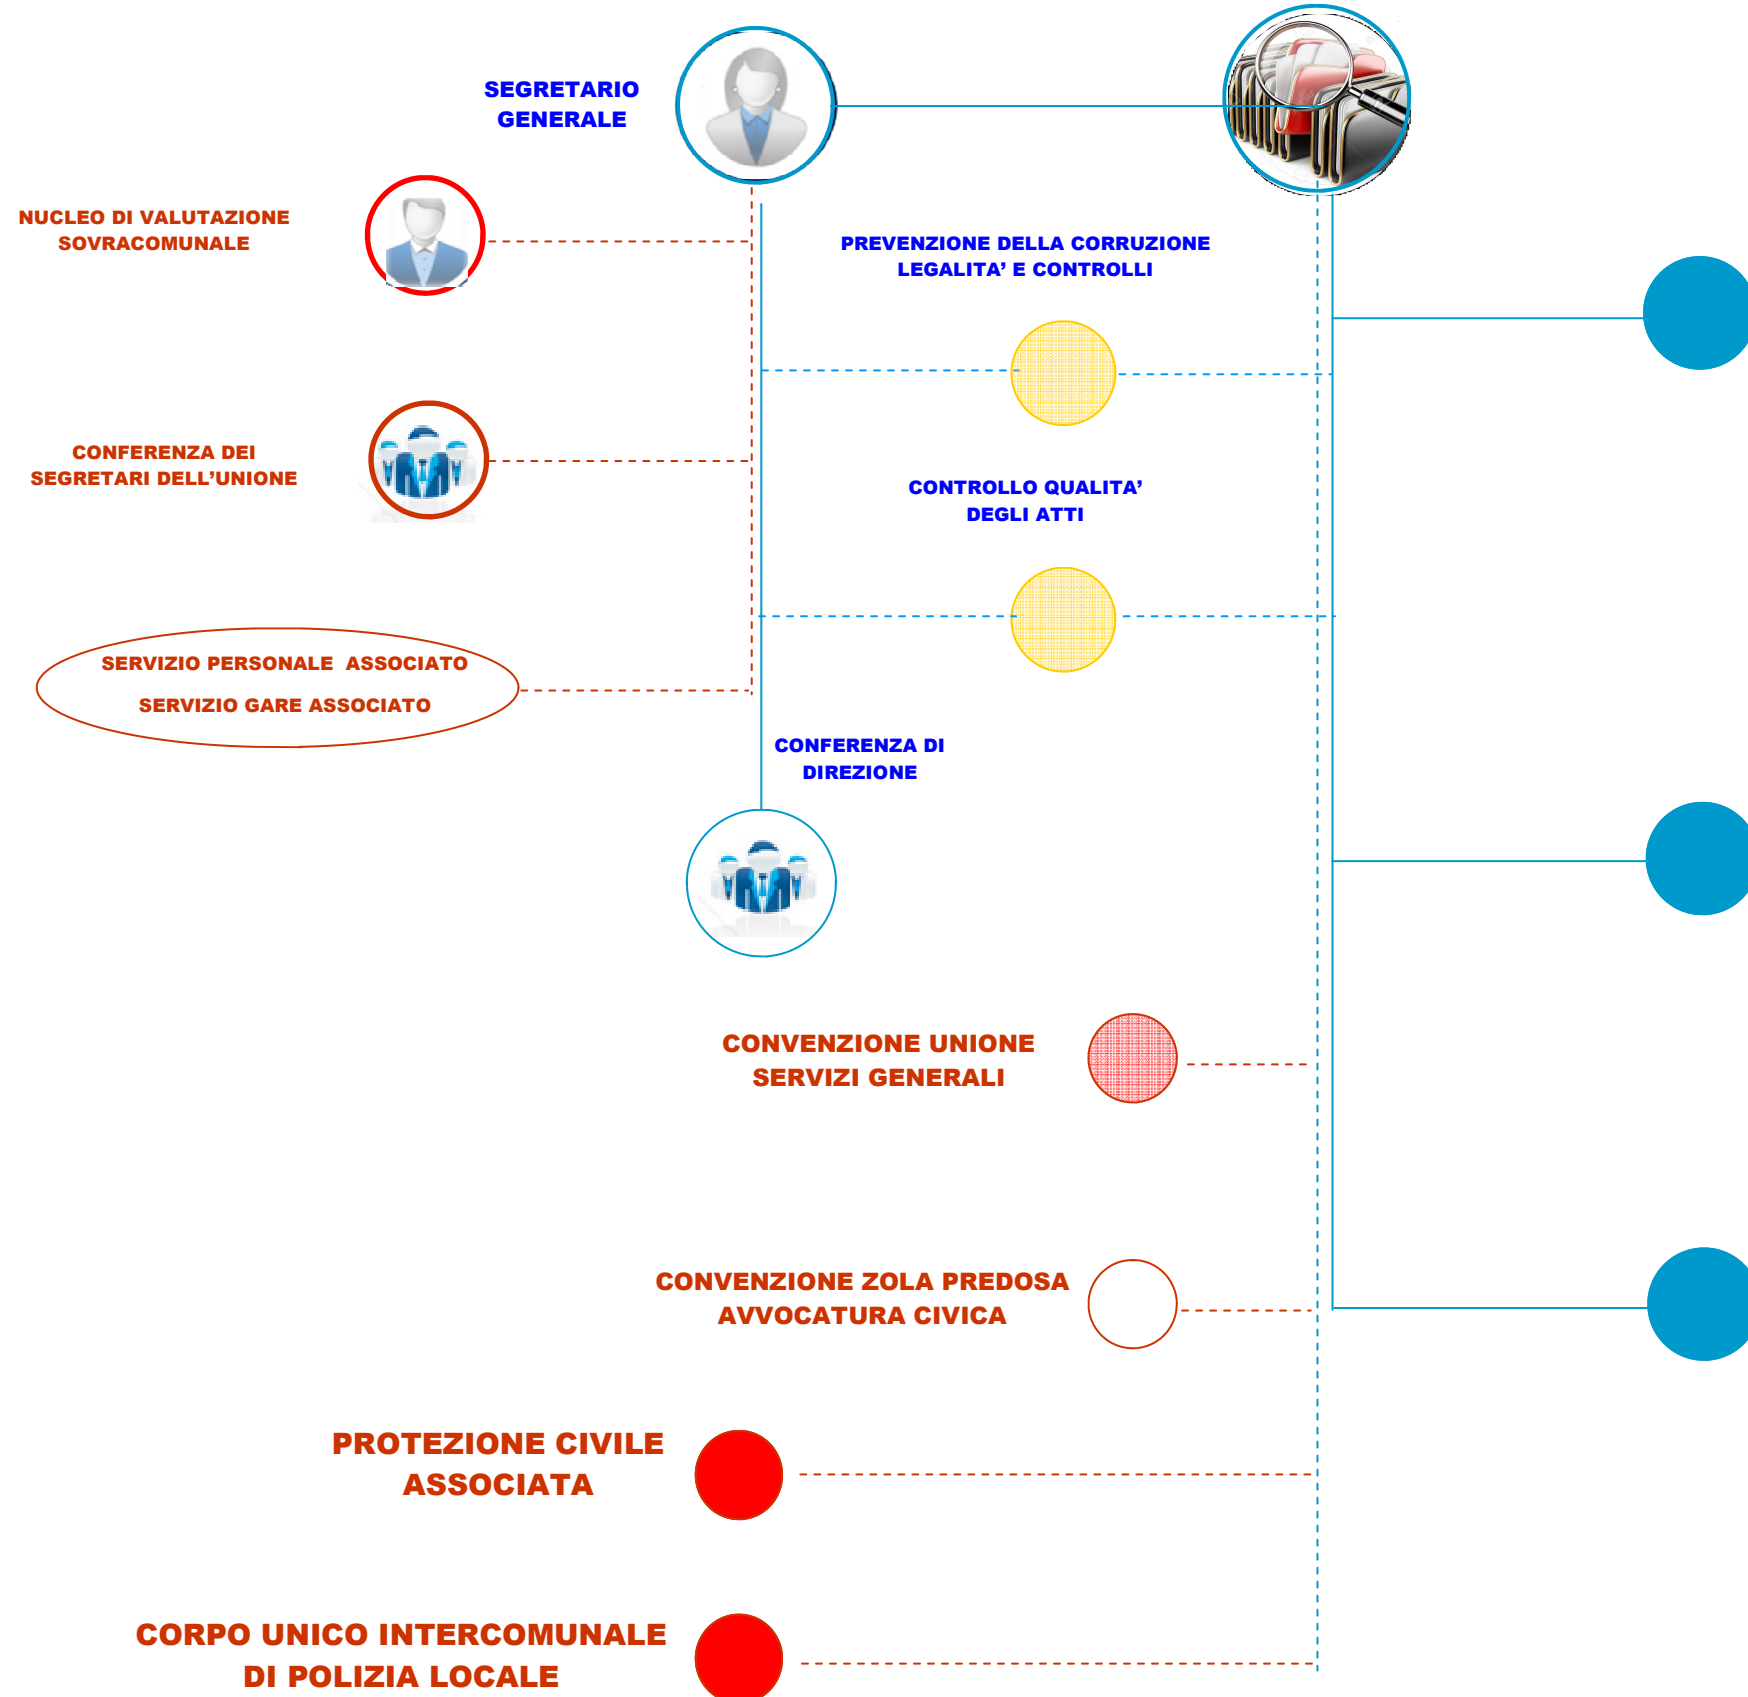 SEGRETARIO
GENERALE
NUCLEO DI VALUTAZIONE
SOVRACOMUNALE
PREVENZIONE DELLA CORRUZIONE
LEGALITA’ E CONTROLLI
CONFERENZA DEI
SEGRETARI DELL’UNIONE
CONTROLLO QUALITA’
DEGLI ATTI
SERVIZIO PERSONALE ASSOCIATO
SERVIZIO GARE ASSOCIATO
CONFERENZA DI
DIREZIONE
CONVENZIONE UNIONE
SERVIZI GENERALI
CONVENZIONE ZOLA PREDOSA
AVVOCATURA CIVICA
PROTEZIONE CIVILE
ASSOCIATA
CORPO UNICO INTERCOMUNALE
DI POLIZIA LOCALE